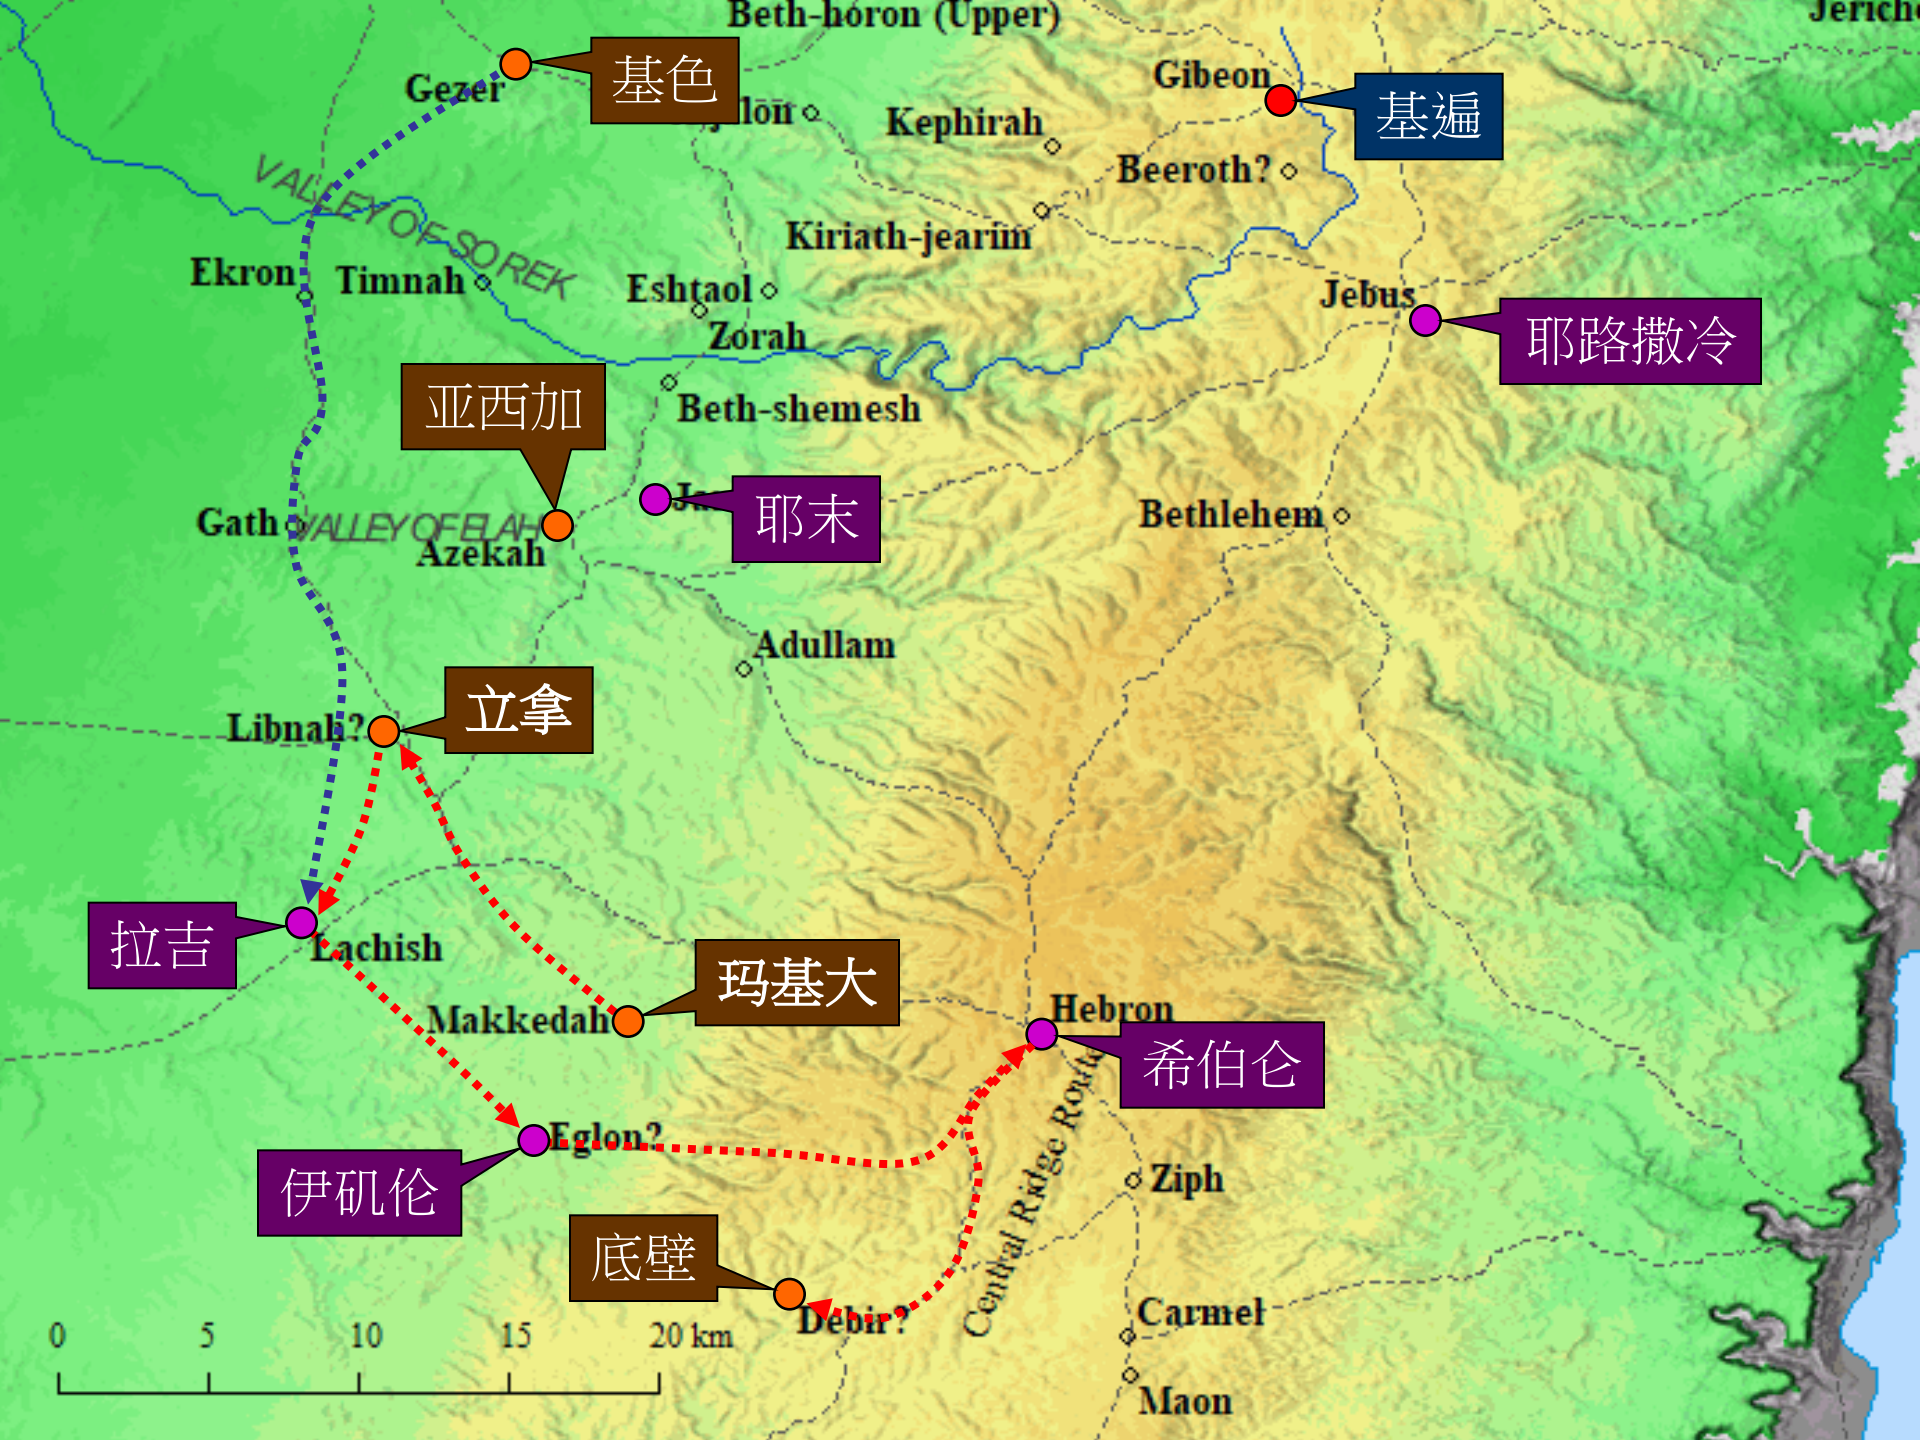 Beth-horon (Upper)
Jeriche
Gezer
基色
Gibeon
基遍
Kephirah
Beeroth?
VALLEY OF SOREK
Kiriath-jearim
Ekron
Timnah
Eshtaol
Zorah
Jebus
耶路撒冷
亚西加
Beth-shemesh
耶末
Gath
VALLEY OF ELAH
Azekah
Bethlehem
Adullam
Libnah?
立拿
拉吉
Lachish
玛基大
Makkedah
Hebron
希伯仑
Central Ridge Route
Eglon?
伊矶伦
Ziph
底壁
Debir?
Carmel
Maon
0 5 10 15 20 km